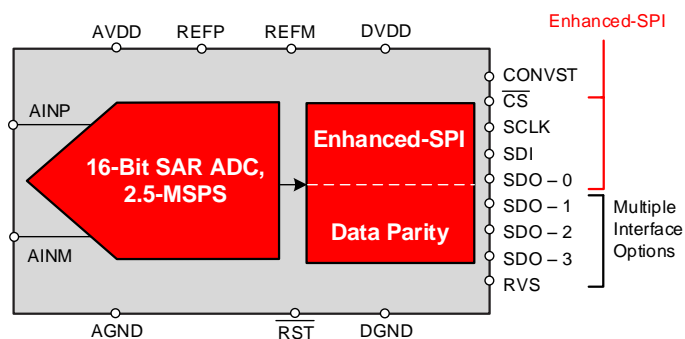 Enhanced-SPI
AVDD
REFP
REFM
DVDD
CONVST
CS
AINP
SCLK
Enhanced-SPI
SDI
16-Bit SAR ADC,
2.5-MSPS
SDO – 0
SDO – 1
Multiple
Interface
Options
Data Parity
SDO – 2
AINM
SDO – 3
RVS
AGND
RST
DGND